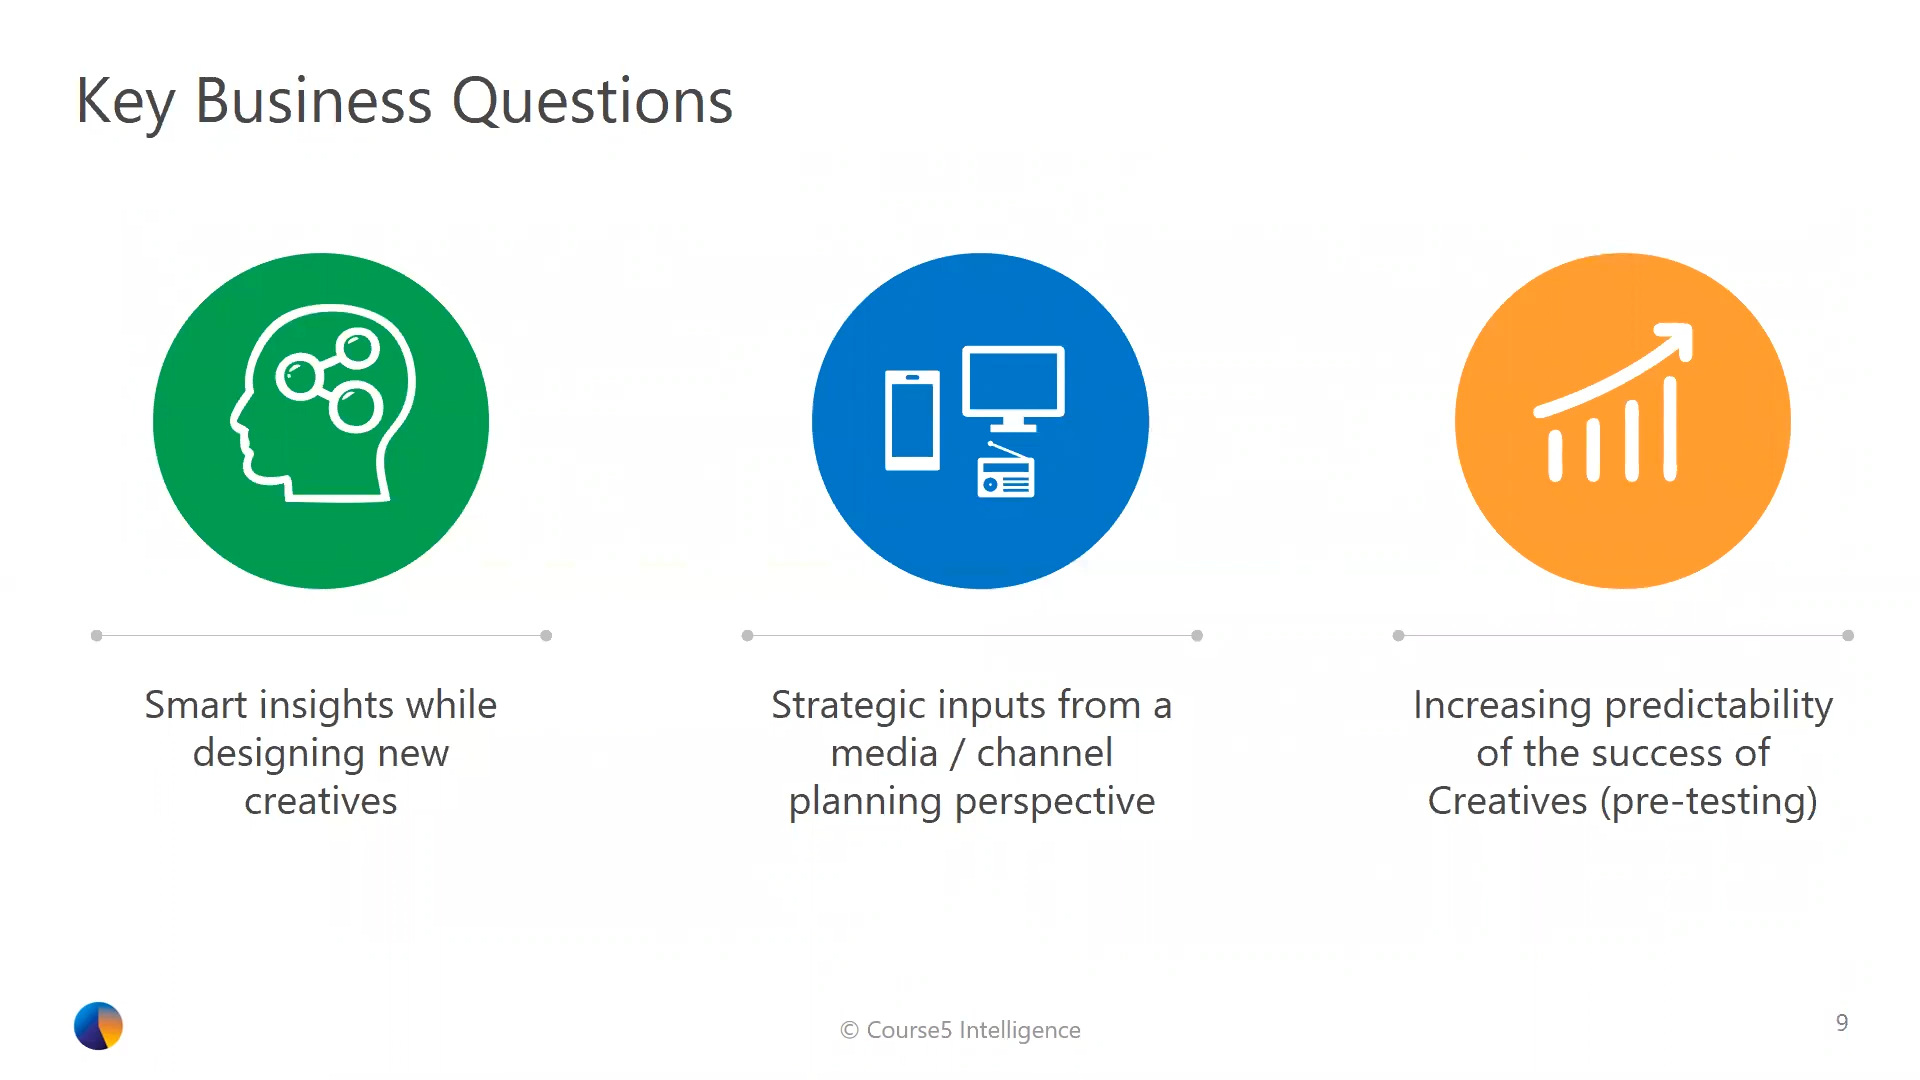 Key Business Questions
Smart insights while
designing new
creatives
Strategic inputs from a
media / channel
planning perspective
Increasing predictability
of the success of
Creatives (pre-testing)
© Course5 Intelligence
9